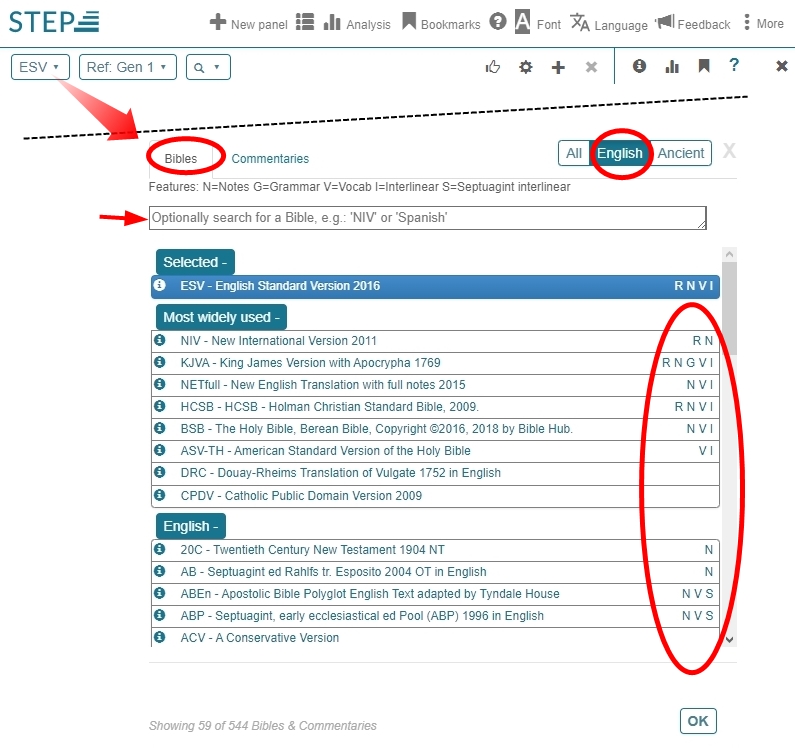 STEP New panel Analysis Bookmarks ? A Font 文A Language Feedback More
ESV Ref: Gen 1 ?
Bibles Commentaries All English Ancient X
Features: N=Notes G=Grammar V=Vocab I=Interlinear S=Septuagint interlinear
Optionally search for a Bible, e.g.: 'NIV' or 'Spanish'
Selected -
ESV - English Standard Version 2016 R N V I
Most widely used -
NIV - New International Version 2011 R N
KJVA - King James Version with Apocrypha 1769 R N G V I
NETfull - New English Translation with full notes 2015 N V I
HCSB - HCSB - Holman Christian Standard Bible, 2009. R N V I
BSB - The Holy Bible, Berean Bible, Copyright ©2016, 2018 by Bible Hub. N V I
ASV-TH - American Standard Version of the Holy Bible V I
DRC - Douay-Rheims Translation of Vulgate 1752 in English
CPDV - Catholic Public Domain Version 2009
English -
20C - Twentieth Century New Testament 1904 NT N
AB - Septuagint ed Rahlfs tr. Esposito 2004 OT in English N
ABEn - Apostolic Bible Polyglot English Text adapted by Tyndale House N V S
ABP - Septuagint, early ecclesiastical ed Pool (ABP) 1996 in English N V S
ACV - A Conservative Version
Showing 59 of 544 Bibles & Commentaries OK